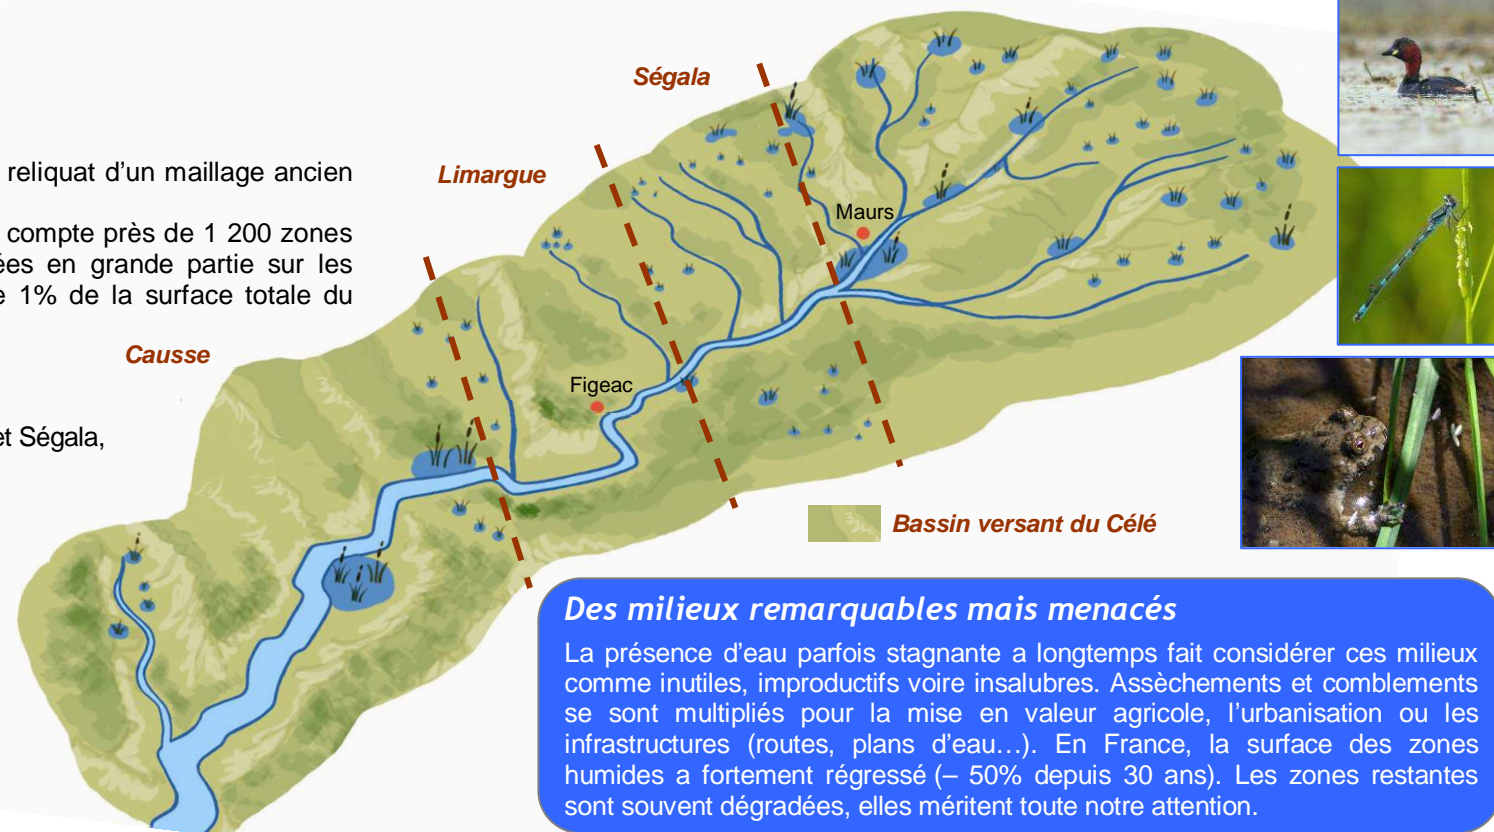 reliquat d’un maillage ancien
compte près de 1 200 zones
ées en grande partie sur les
e 1% de la surface totale du
et Ségala,
Ségala
Limargue
Causse
Maurs
Figeac
Bassin versant du Célé
Des milieux remarquables mais menacés
La présence d’eau parfois stagnante a longtemps fait considérer ces milieux
comme inutiles, improductifs voire insalubres. Assèchements et comblements
se sont multipliés pour la mise en valeur agricole, l’urbanisation ou les
infrastructures (routes, plans d’eau…). En France, la surface des zones
humides a fortement régressé (– 50% depuis 30 ans). Les zones restantes
sont souvent dégradées, elles méritent toute notre attention.